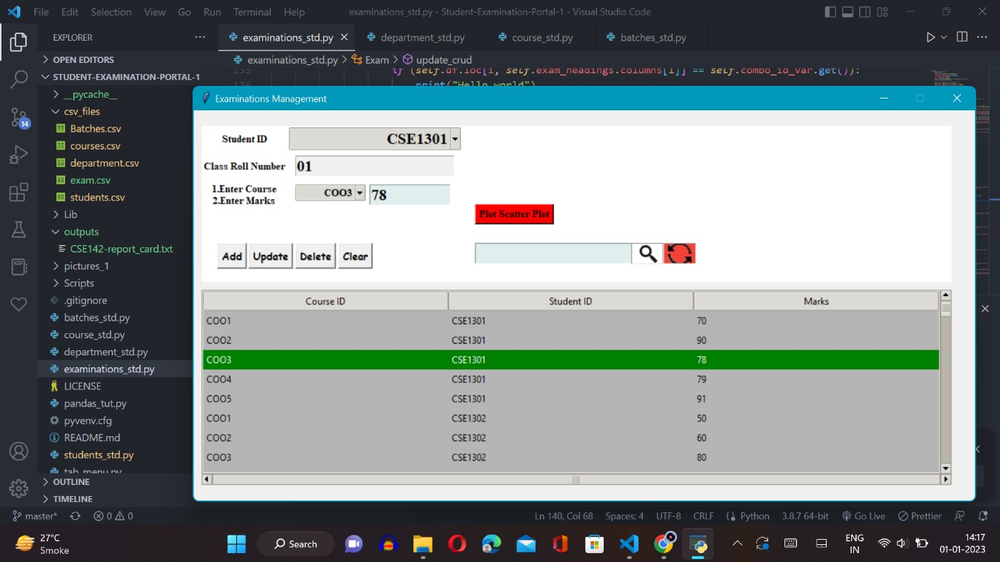 File Edit Selection View Go Run Terminal Help examinations_std.py - Student-Examination-Portal-1 - Visual Studio Code
EXPLORER
examinations_std.py department_std.py course_std.py batches_std.py
OPEN EDITORS
examinations_std.py > Exam > update_crud
STUDENT-EXAMINATION-PORTAL-1
135 if (self.df.loc[i, self.exam_headings.columns[1]] == self.combo_id_var.get()):
136 print("Hello world")
__pycache__
csv_files
Batches.csv
courses.csv
department.csv
exam.csv
students.csv
Lib
outputs
CSE142-report_card.txt
pictures_1
Scripts
.gitignore
batches_std.py
course_std.py
department_std.py
examinations_std.py
LICENSE
pandas_tut.py
pyvenv.cfg
README.md
students_std.py
tab_menu.py
OUTLINE
TIMELINE
14
Examinations Management
Student ID CSE1301
Class Roll Number 01
1.Enter Course
2.Enter Marks
COO3 78
Plot Scatter Plot
Add Update Delete Clear
Course ID Student ID Marks
COO1 CSE1301 70
COO2 CSE1301 90
COO3 CSE1301 78
COO4 CSE1301 79
COO5 CSE1301 91
COO1 CSE1302 50
COO2 CSE1302 60
COO3 CSE1302 80
master* 0 0 Ln 140, Col 68 Spaces: 4 UTF-8 CRLF Python 3.8.7 64-bit Go Live Prettier
27°C
Smoke
Search
ENG
IN
14:17
01-01-2023